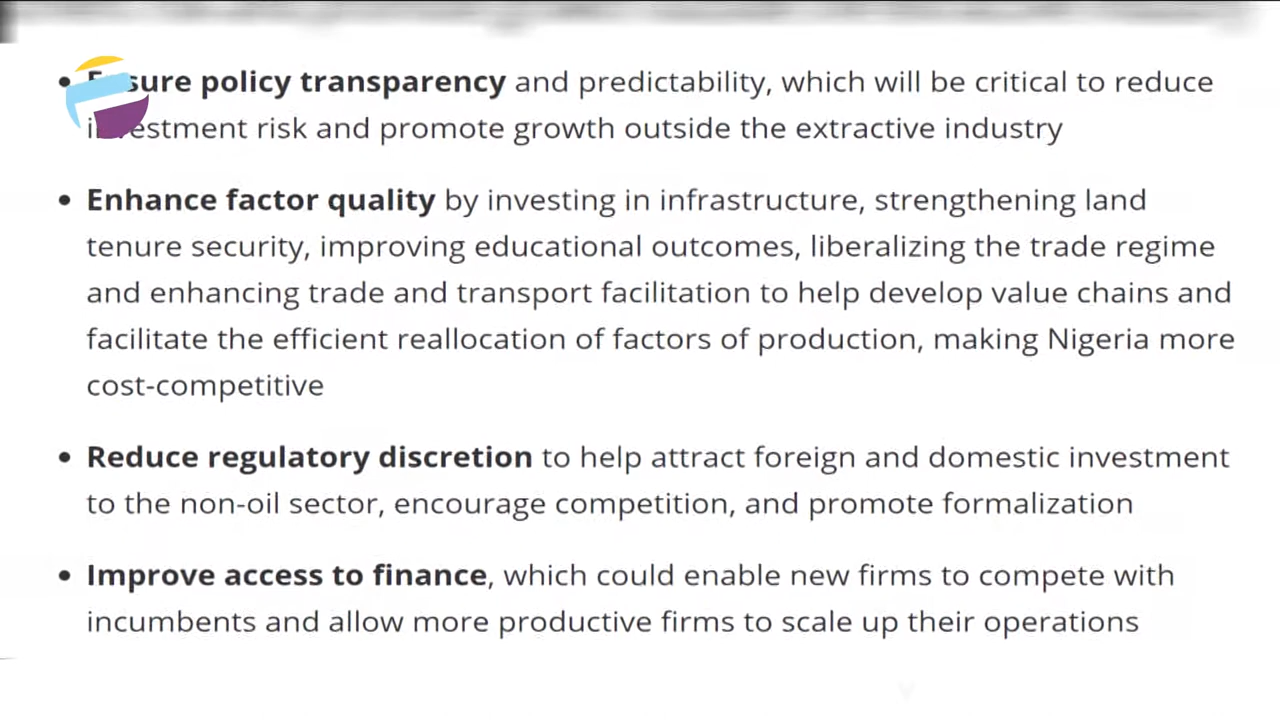 • Ensure policy transparency and predictability, which will be critical to reduce
investment risk and promote growth outside the extractive industry
• Enhance factor quality by investing in infrastructure, strengthening land
tenure security, improving educational outcomes, liberalizing the trade regime
and enhancing trade and transport facilitation to help develop value chains and
facilitate the efficient reallocation of factors of production, making Nigeria more
cost-competitive
• Reduce regulatory discretion to help attract foreign and domestic investment
to the non-oil sector, encourage competition, and promote formalization
• Improve access to finance, which could enable new firms to compete with
incumbents and allow more productive firms to scale up their operations